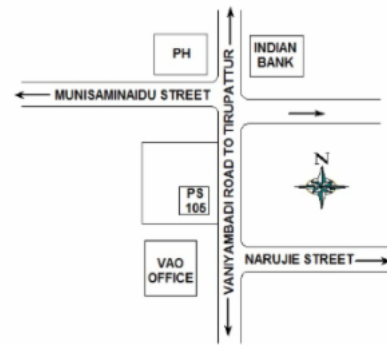 PH
INDIAN
BANK
MUNISAMINAIDU STREET
VANIYAMBADI ROAD TO TIRUPATTUR
N
PS
105
VAO
OFFICE
NARUJIE STREET